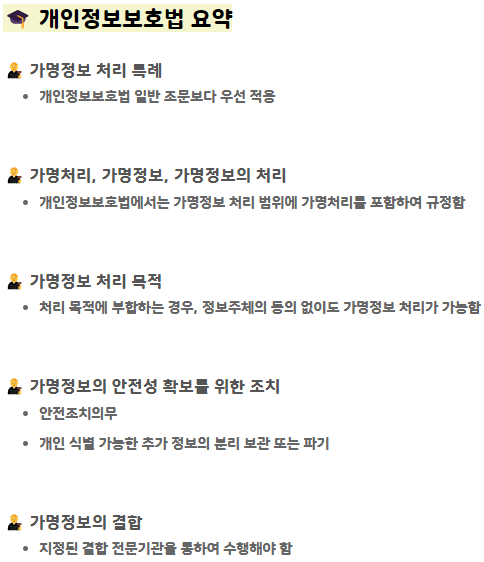 개인정보보호법 요약
가명정보 처리 특례
개인정보보호법 일반 조문보다 우선 적용
가명처리, 가명정보, 가명정보의 처리
개인정보보호법에서는 가명정보 처리 범위에 가명처리를 포함하여 규정함
가명정보 처리 목적
처리 목적에 부합하는 경우, 정보주체의 동의 없이도 가명정보 처리가 가능함
가명정보의 안전성 확보를 위한 조치
안전조치의무
개인 식별 가능한 추가 정보의 분리 보관 또는 파기
가명정보의 결합
지정된 결합 전문기관을 통하여 수행해야 함